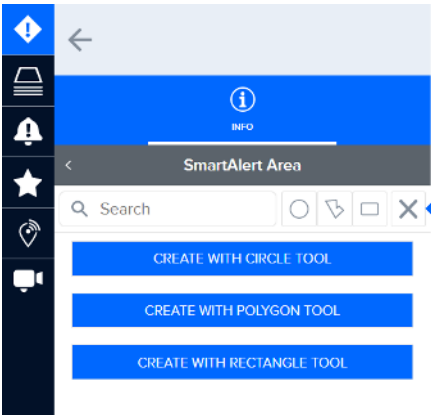 INFO
SmartAlert Area
Search
CREATE WITH CIRCLE TOOL
CREATE WITH POLYGON TOOL
CREATE WITH RECTANGLE TOOL